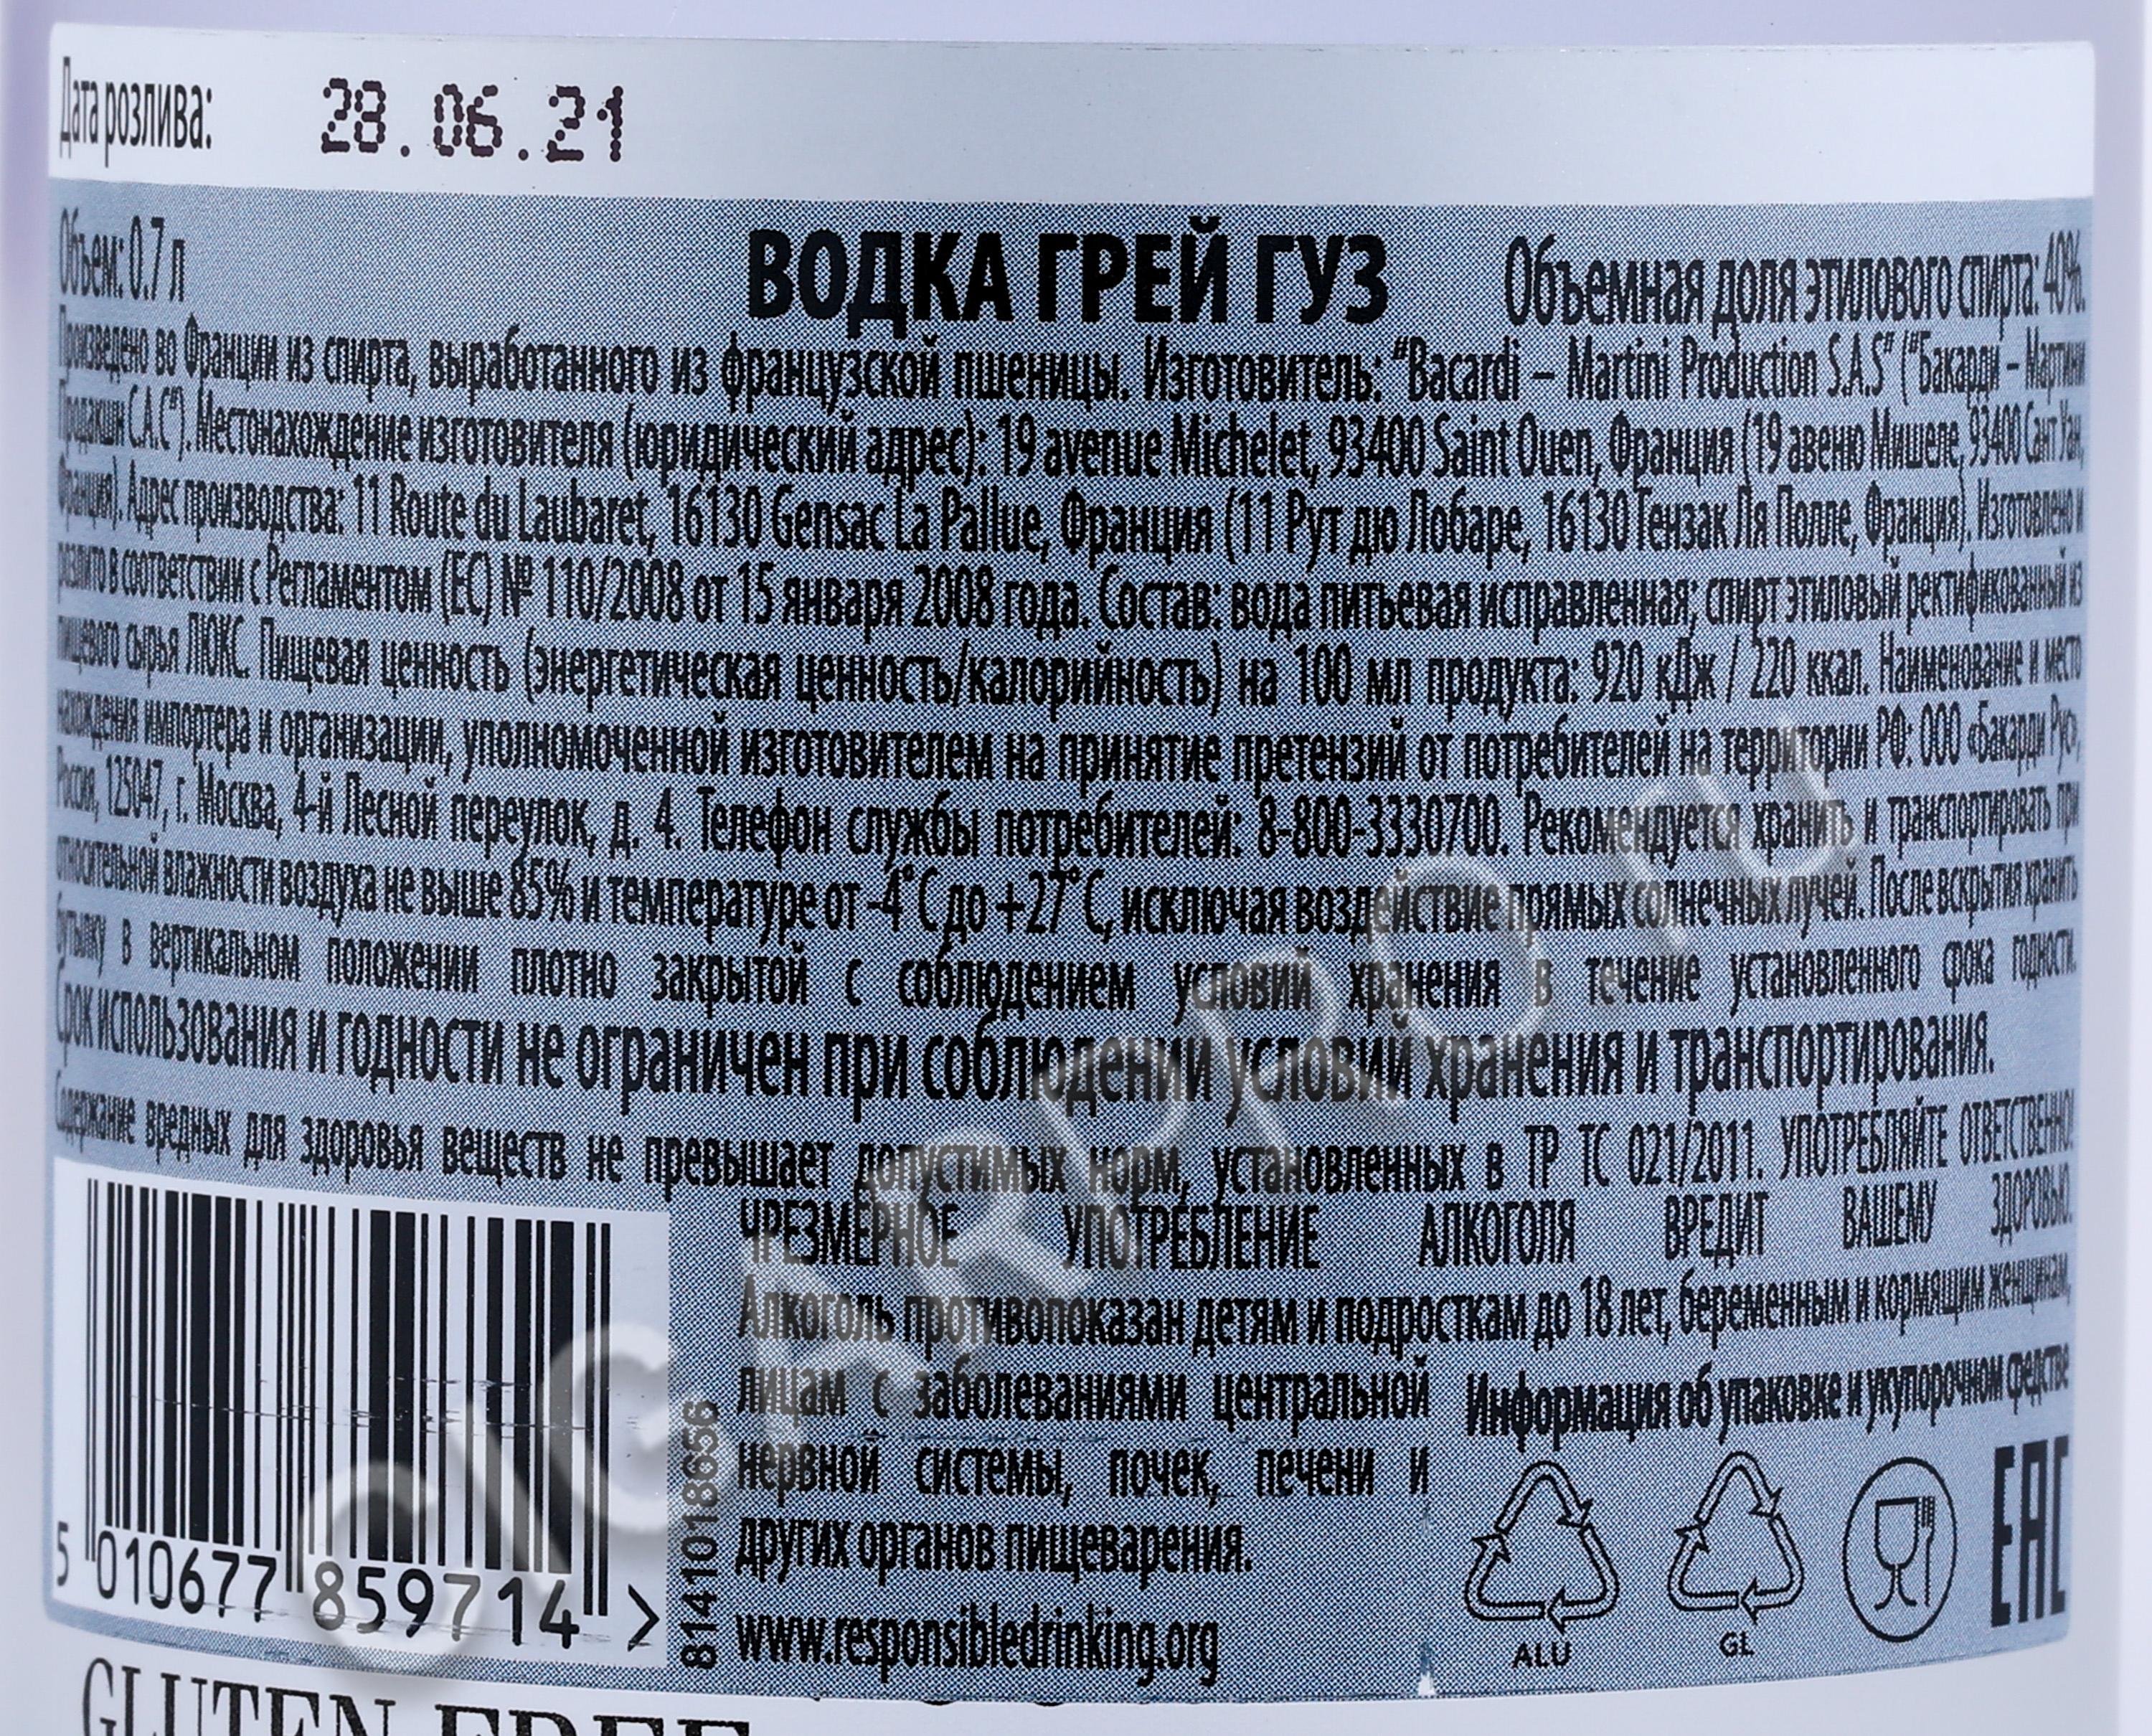 Дата розлива: 28.06.21
Объем: 0.7 л ВОДКА ГРЕЙ ГУЗ Объемная доля этилового спирта: 40%.
Произведено во Франции из спирта, выработанного из французской пшеницы. Изготовитель: “Bacardi – Martini Production S.A.S” (“Бакарди – Мартини
Продакшн С.А.С”). Местонахождение изготовителя (юридический адрес): 19 avenue Michelet, 93400 Saint Ouen, Франция (19 авеню Мишеле, 93400 Сант Уан,
Франция). Адрес производства: 11 Route du Laubaret, 16130 Gensac La Pallue, Франция (11 Рут дю Лобаре, 16130 Гензак Ля Полле, Франция). Изготовлено и
разлито в соответствии с Регламентом (ЕС) № 110/2008 от 15 января 2008 года. Состав: вода питьевая исправленная; спирт этиловый ректификованный из
пищевого сырья ЛЮКС. Пищевая ценность (энергетическая ценность/калорийность) на 100 мл продукта: 920 кДж / 220 ккал. Наименование и место
нахождения импортера и организации, уполномоченной изготовителем на принятие претензий от потребителей на территории РФ: ООО «Бакарди Рус»,
Россия, 125047, г. Москва, 4-й Лесной переулок, д. 4. Телефон службы потребителей: 8-800-3330700. Рекомендуется хранить и транспортировать при
относительной влажности воздуха не выше 85% и температуре от -4°С до +27°С, исключая воздействие прямых солнечных лучей. После вскрытия хранить
бутылку в вертикальном положении плотно закрытой с соблюдением условий хранения в течение установленного срока годности.
Срок использования и годности не ограничен при соблюдении условий хранения и транспортирования.
Содержание вредных для здоровья веществ не превышает допустимых норм, установленных в ТР ТС 021/2011. УПОТРЕБЛЯЙТЕ ОТВЕТСТВЕННО!
ЧРЕЗМЕРНОЕ УПОТРЕБЛЕНИЕ АЛКОГОЛЯ ВРЕДИТ ВАШЕМУ ЗДОРОВЬЮ.
Алкоголь противопоказан детям и подросткам до 18 лет, беременным и кормящим женщинам,
лицам с заболеваниями центральной
нервной системы, почек, печени и
других органов пищеварения.
www.responsibledrinking.org
Информация об упаковке и укупорочном средстве
ALU GL EAC
5 010677 859714 >
8141018656
GLUTEN FREE
cigarpro.ru